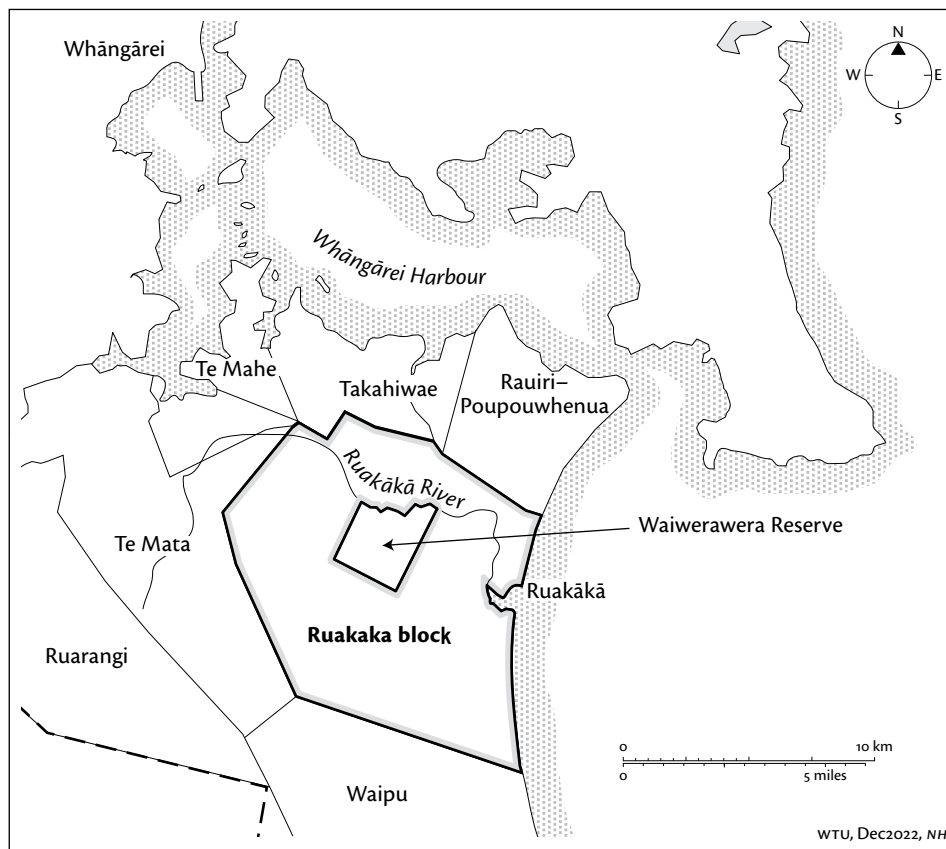 Whāngārei
N
W
E
S
Whāngārei Harbour
Te Mahe
Takahiwae
Rauiri–
Poupouwhenua
Ruakākā River
Waiwerawera Reserve
Te Mata
Ruakākā
Ruakaka block
Ruarangi
Waipu
0
10 km
0
5 miles
WTU, Dec2022, NH